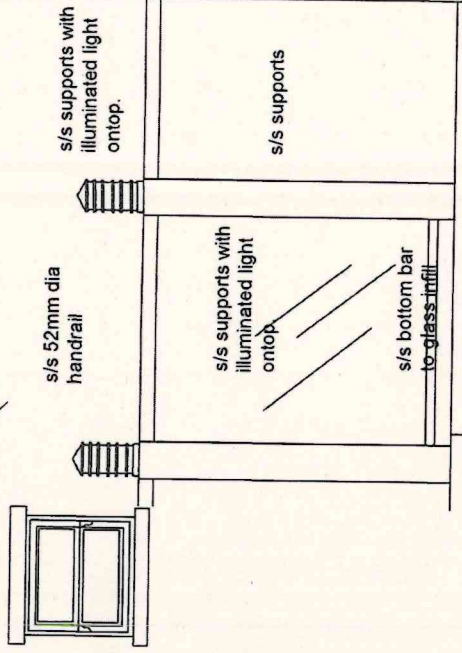 s/s supports with
illuminated light
ontop.
s/s 52mm dia
handrail
s/s supports
s/s supports with
illuminated light
ontop.
s/s bottom bar
to glass infill